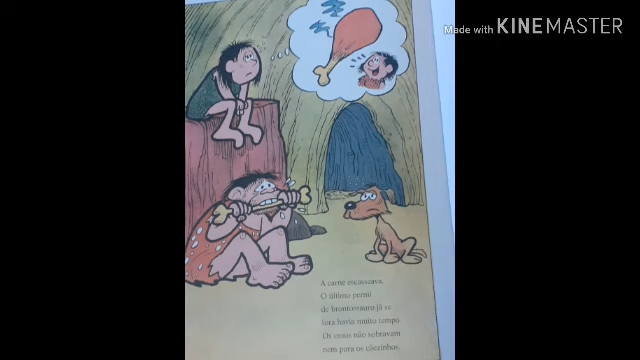 Made with KINEMASTER
A carne escasseava.
O último pernil
de brontossauro já se
fora havia muito tempo.
Os ossos não sobravam
nem para os cãezinhos.